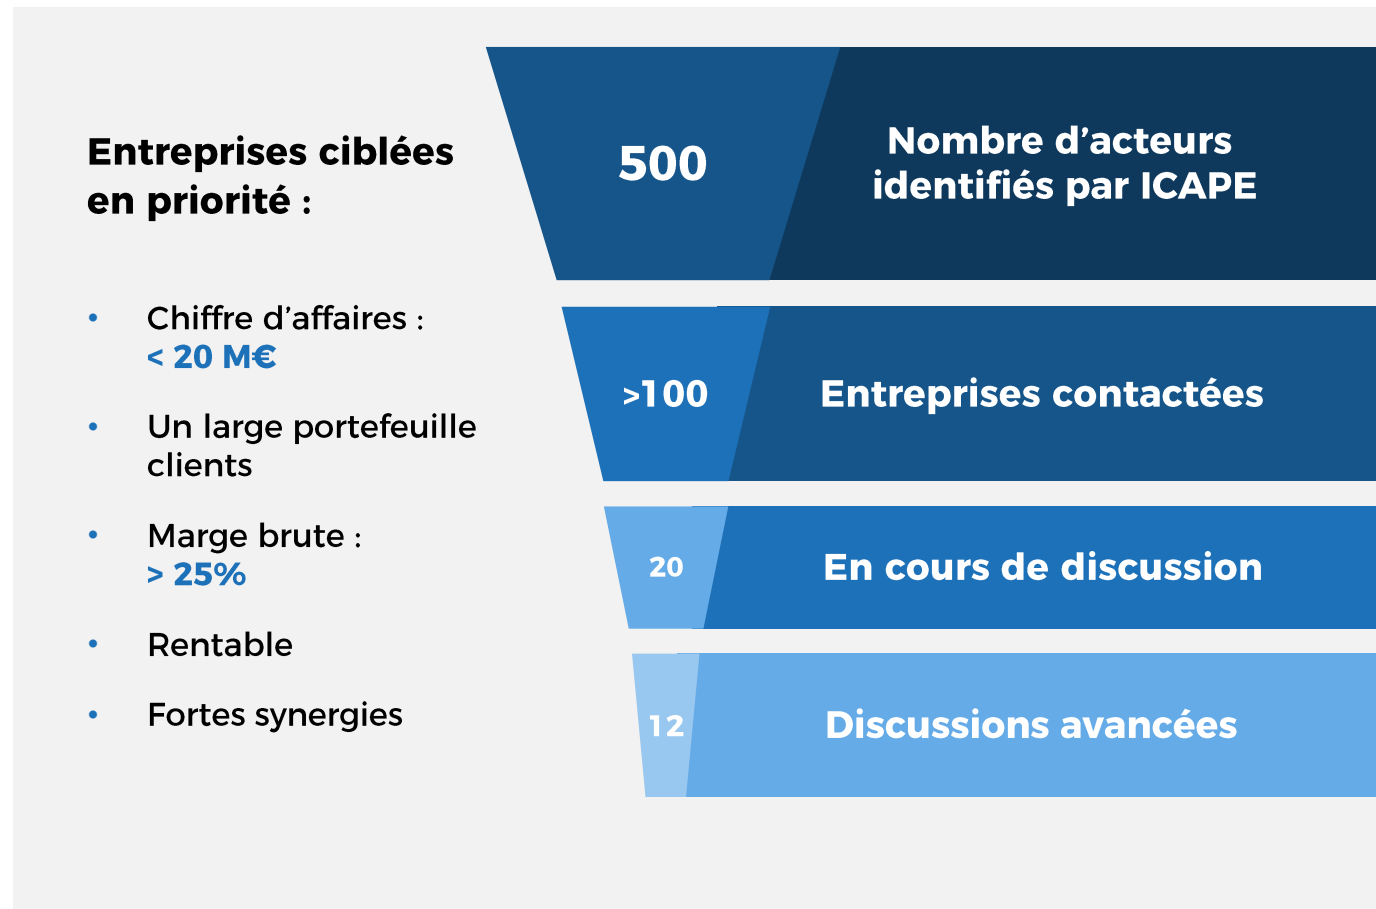 Entreprises ciblées
en priorité :
• Chiffre d’affaires :
< 20 M€
• Un large portefeuille
clients
• Marge brute :
> 25%
• Rentable
• Fortes synergies
500
Nombre d’acteurs
identifiés par ICAPE
>100
Entreprises contactées
20
En cours de discussion
12
Discussions avancées